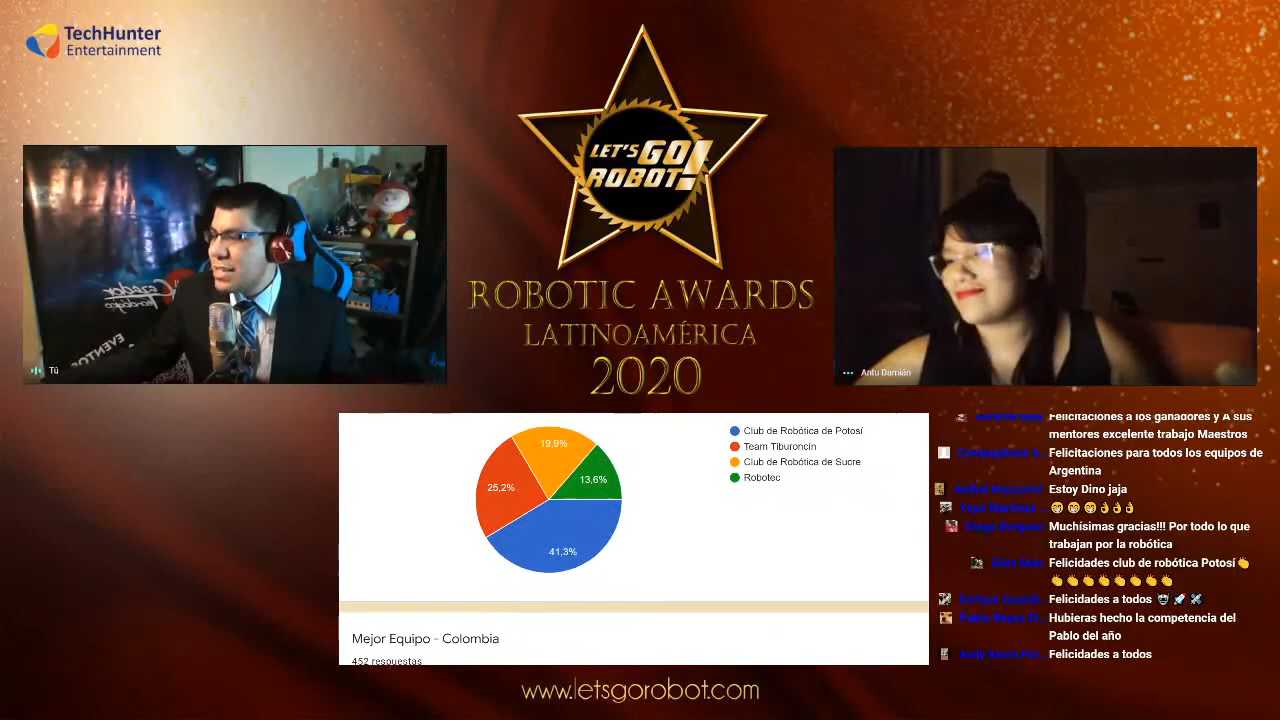 TechHunter
Entertainment
LET'S GO
ROBOT!
ROBOTIC AWARDS
LATINOAMÉRICA
2020
Tú
Antu Damián
EVENTOS
19,9%
25,2%
13,6%
41,3%
Club de Robótica de Potosí
Team Tiburoncin
Club de Robótica de Sucre
Robotec
Mejor Equipo - Colombia
452 respuestas
Felicitaciones a los ganadores y A sus
mentores excelente trabajo Maestros
Felicitaciones para todos los equipos de
Argentina
Estoy Dino jaja
😁😁😁👌👌👌
Muchísimas gracias!!! Por todo lo que
trabajan por la robótica
Felicidades club de robótica Potosí👏
👏👏👏👏👏👏👏👏
Felicidades a todos 🤖🚀🛰
Hubieras hecho la competencia del
Pablo del año
Felicidades a todos
www.letsgorobot.com